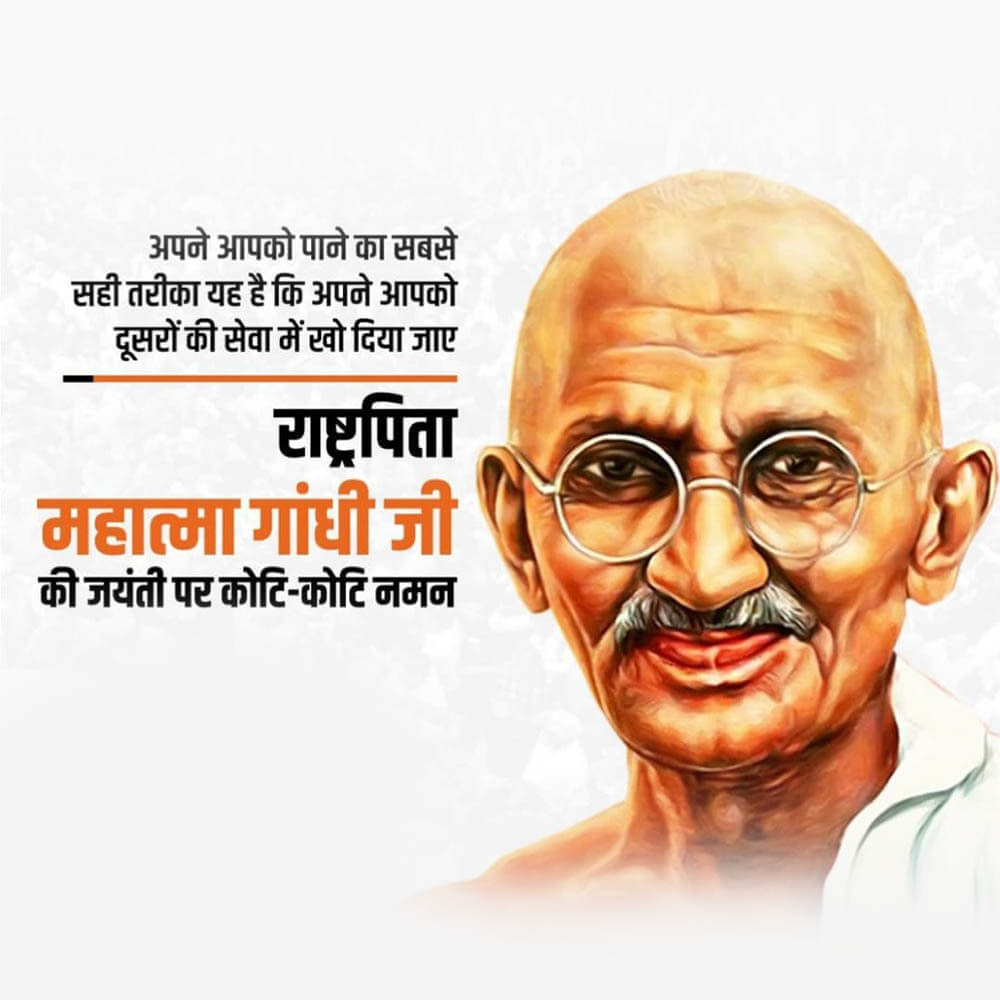 अपने आपको पाने का सबसे
सही तरीका यह है कि अपने आपको
दूसरों की सेवा में खो दिया जाए
राष्ट्रपिता
महात्मा गांधी जी
की जयंती पर कोटि-कोटि नमन